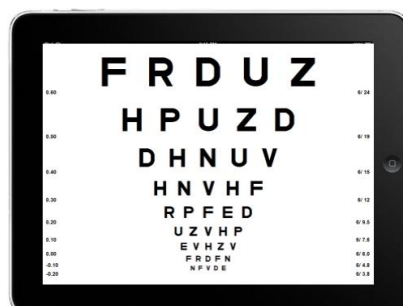 F R D U Z
0.60 6/ 24
H P U Z D
0.50 6/ 19
D H N U V
0.40 6/ 15
H N V H F
0.30 6/ 12
R P F E D
0.20 6/ 9.5
U Z V H P
0.10 6/ 7.6
E V H Z V
0.00 6/ 6.0
F R D F N
-0.10 6/ 4.8
N F V D E
-0.20 6/ 3.8